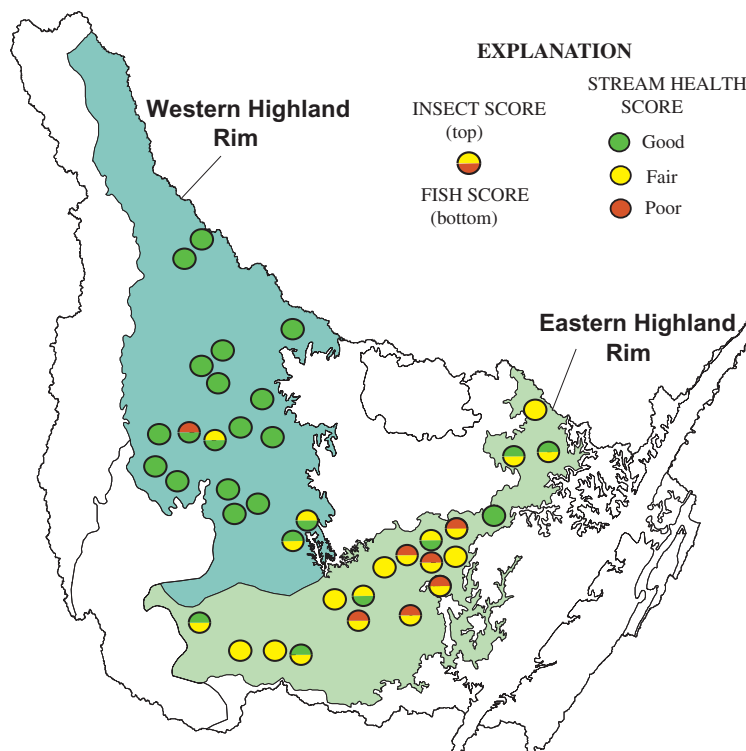 EXPLANATION
INSECT SCORE
(top)
FISH SCORE
(bottom)
STREAM HEALTH
SCORE
Good
Fair
Poor
Western Highland
Rim
Eastern Highland
Rim